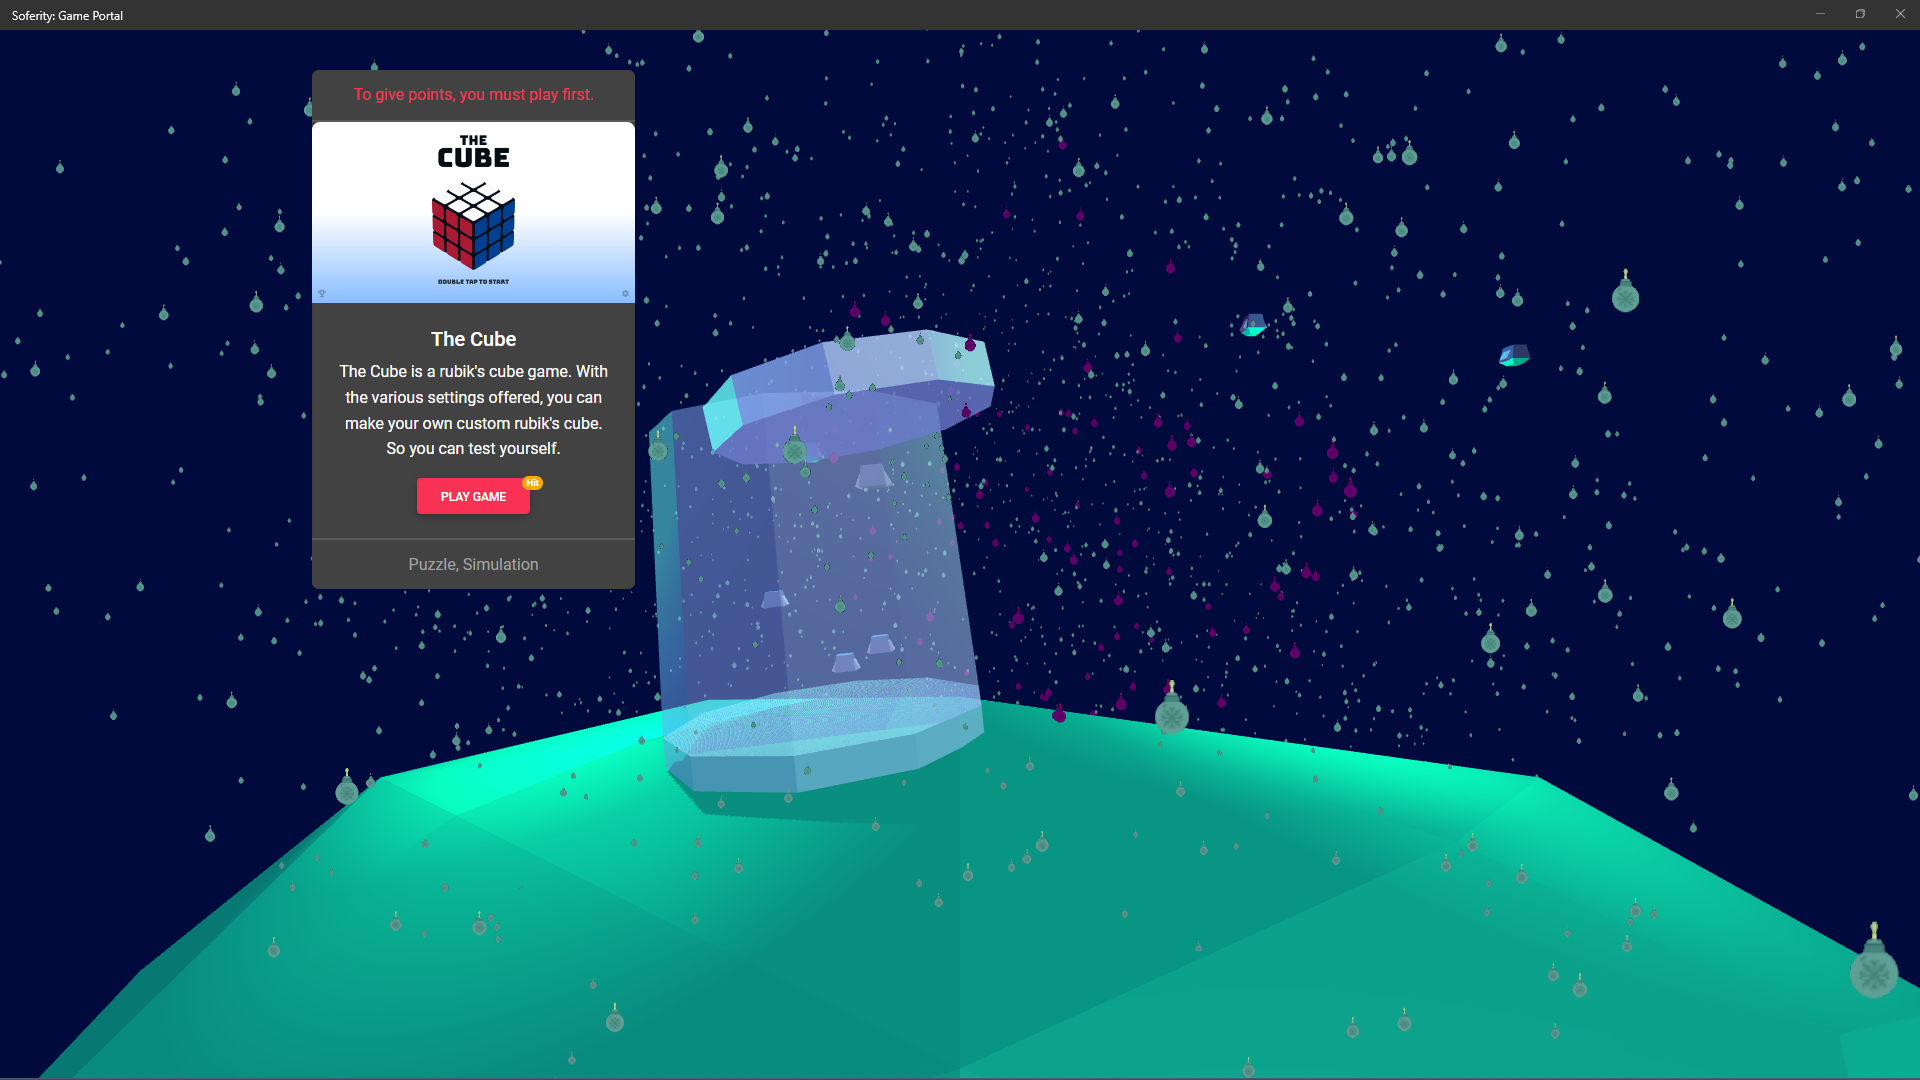 Soferity: Game Portal
To give points, you must play first.
THE
CUBE
DOUBLE TAP TO START
The Cube
The Cube is a rubik's cube game. With
the various settings offered, you can
make your own custom rubik's cube.
So you can test yourself.
Hit
PLAY GAME
Puzzle, Simulation